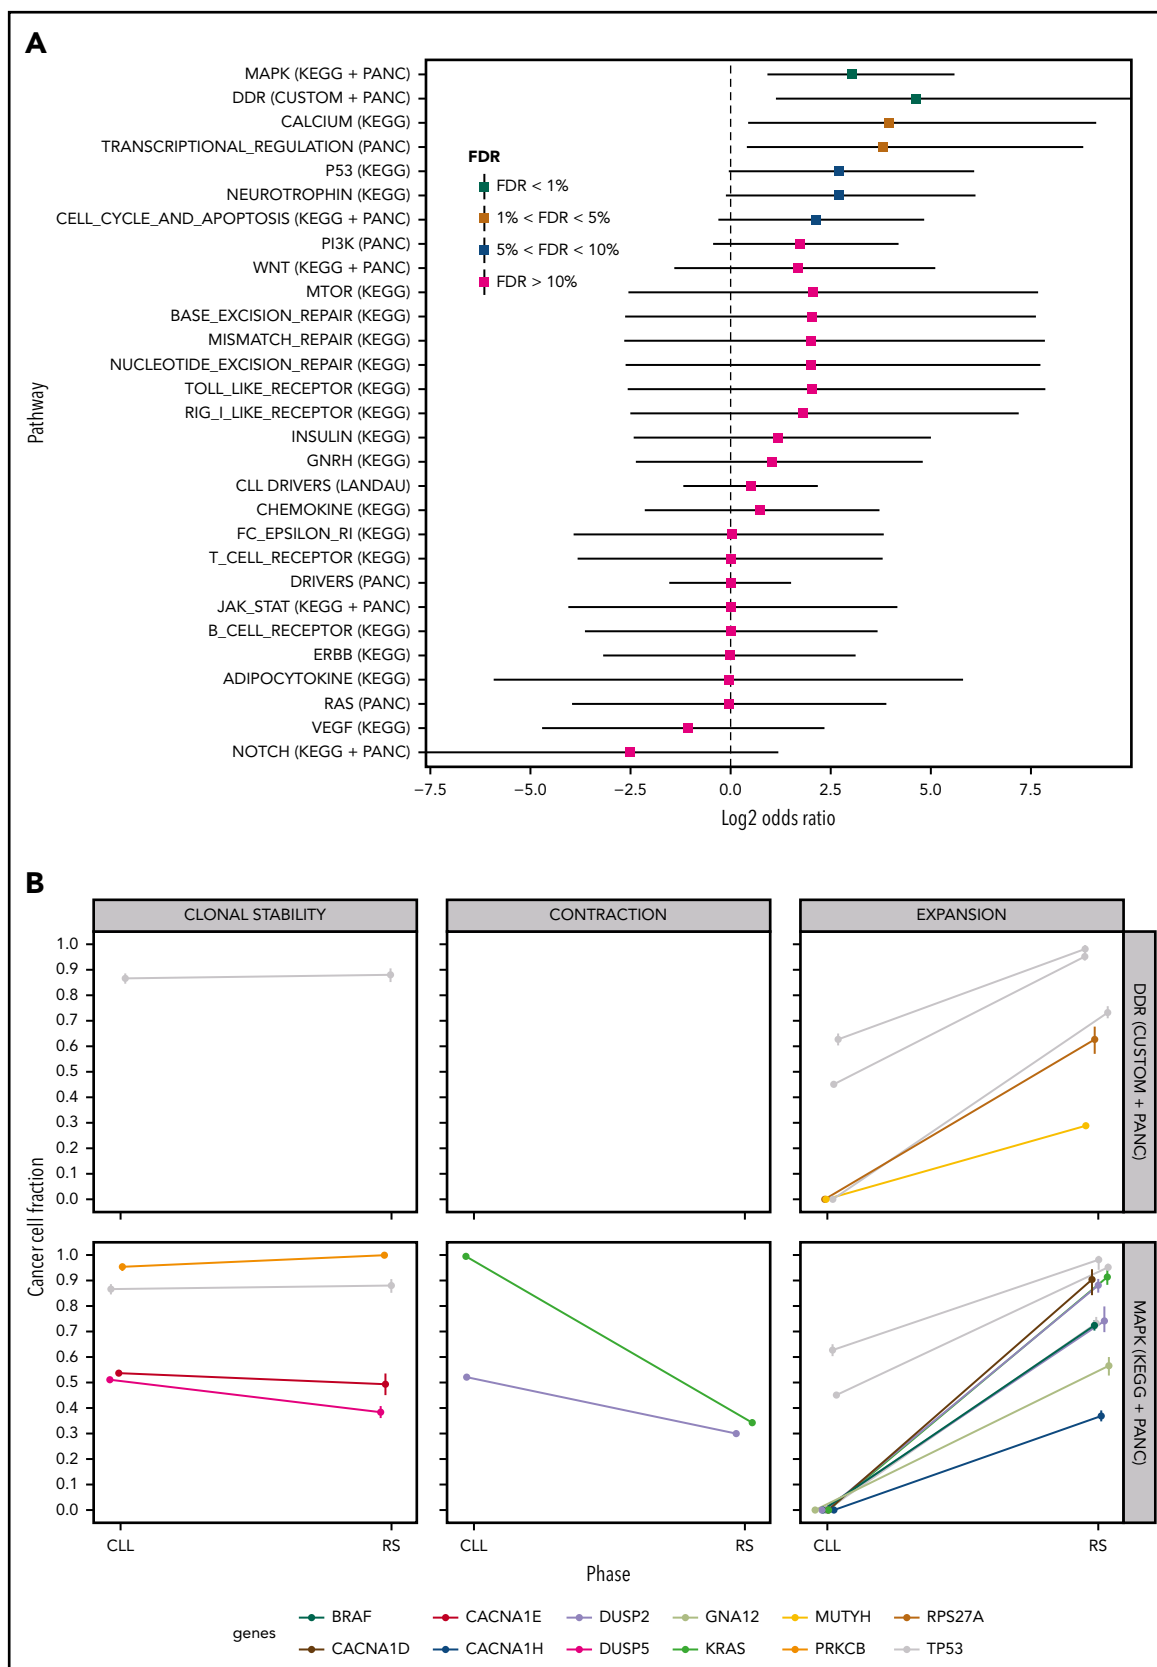 A
MAPK (KEGG + PANC)
DDR (CUSTOM + PANC)
CALCIUM (KEGG)
TRANSCRIPTIONAL_REGULATION (PANC)
P53 (KEGG)
NEUROTROPHIN (KEGG)
CELL_CYCLE_AND_APOPTOSIS (KEGG + PANC)
PI3K (PANC)
WNT (KEGG + PANC)
MTOR (KEGG)
BASE_EXCISION_REPAIR (KEGG)
MISMATCH_REPAIR (KEGG)
NUCLEOTIDE_EXCISION_REPAIR (KEGG)
TOLL_LIKE_RECEPTOR (KEGG)
RIG_I_LIKE_RECEPTOR (KEGG)
INSULIN (KEGG)
GNRH (KEGG)
CLL DRIVERS (LANDAU)
CHEMOKINE (KEGG)
FC_EPSILON_RI (KEGG)
T_CELL_RECEPTOR (KEGG)
DRIVERS (PANC)
JAK_STAT (KEGG + PANC)
B_CELL_RECEPTOR (KEGG)
ERBB (KEGG)
ADIPOCYTOKINE (KEGG)
RAS (PANC)
VEGF (KEGG)
NOTCH (KEGG + PANC)
Pathway
FDR
FDR < 1%
1% < FDR < 5%
5% < FDR < 10%
FDR > 10%
−7.5 −5.0 −2.5 0.0 2.5 5.0 7.5
Log2 odds ratio
B
CLONAL STABILITY CONTRACTION EXPANSION
1.0
0.9
0.8
0.7
0.6
0.5
0.4
0.3
0.2
0.1
0.0
DDR (CUSTOM + PANC)
Cancer cell fraction
1.0
0.9
0.8
0.7
0.6
0.5
0.4
0.3
0.2
0.1
0.0
MAPK (KEGG + PANC)
CLL RS CLL RS CLL RS
Phase
genes
BRAF CACNA1E DUSP2 GNA12 MUTYH RPS27A
CACNA1D CACNA1H DUSP5 KRAS PRKCB TP53